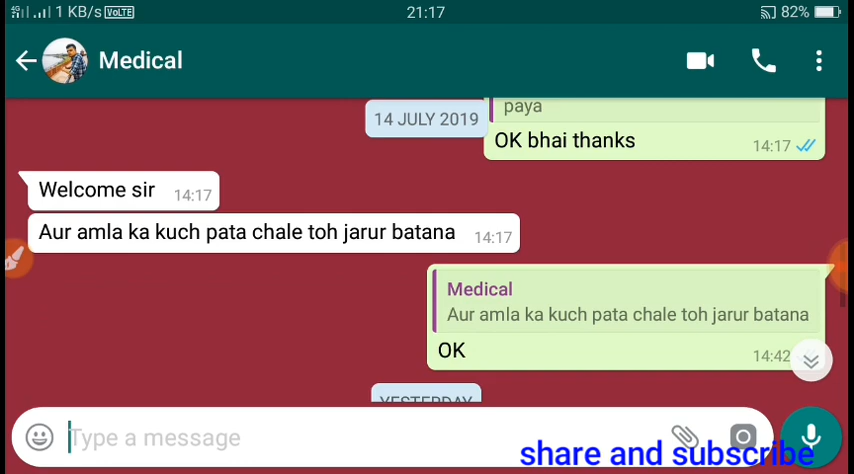 4G 1 KB/s VoLTE 21:17 82%
Medical
paya
14 JULY 2019
OK bhai thanks 14:17
Welcome sir 14:17
Aur amla ka kuch pata chale toh jarur batana 14:17
Medical
Aur amla ka kuch pata chale toh jarur batana
OK 14:42
YESTERDAY
Type a message
share and subscribe